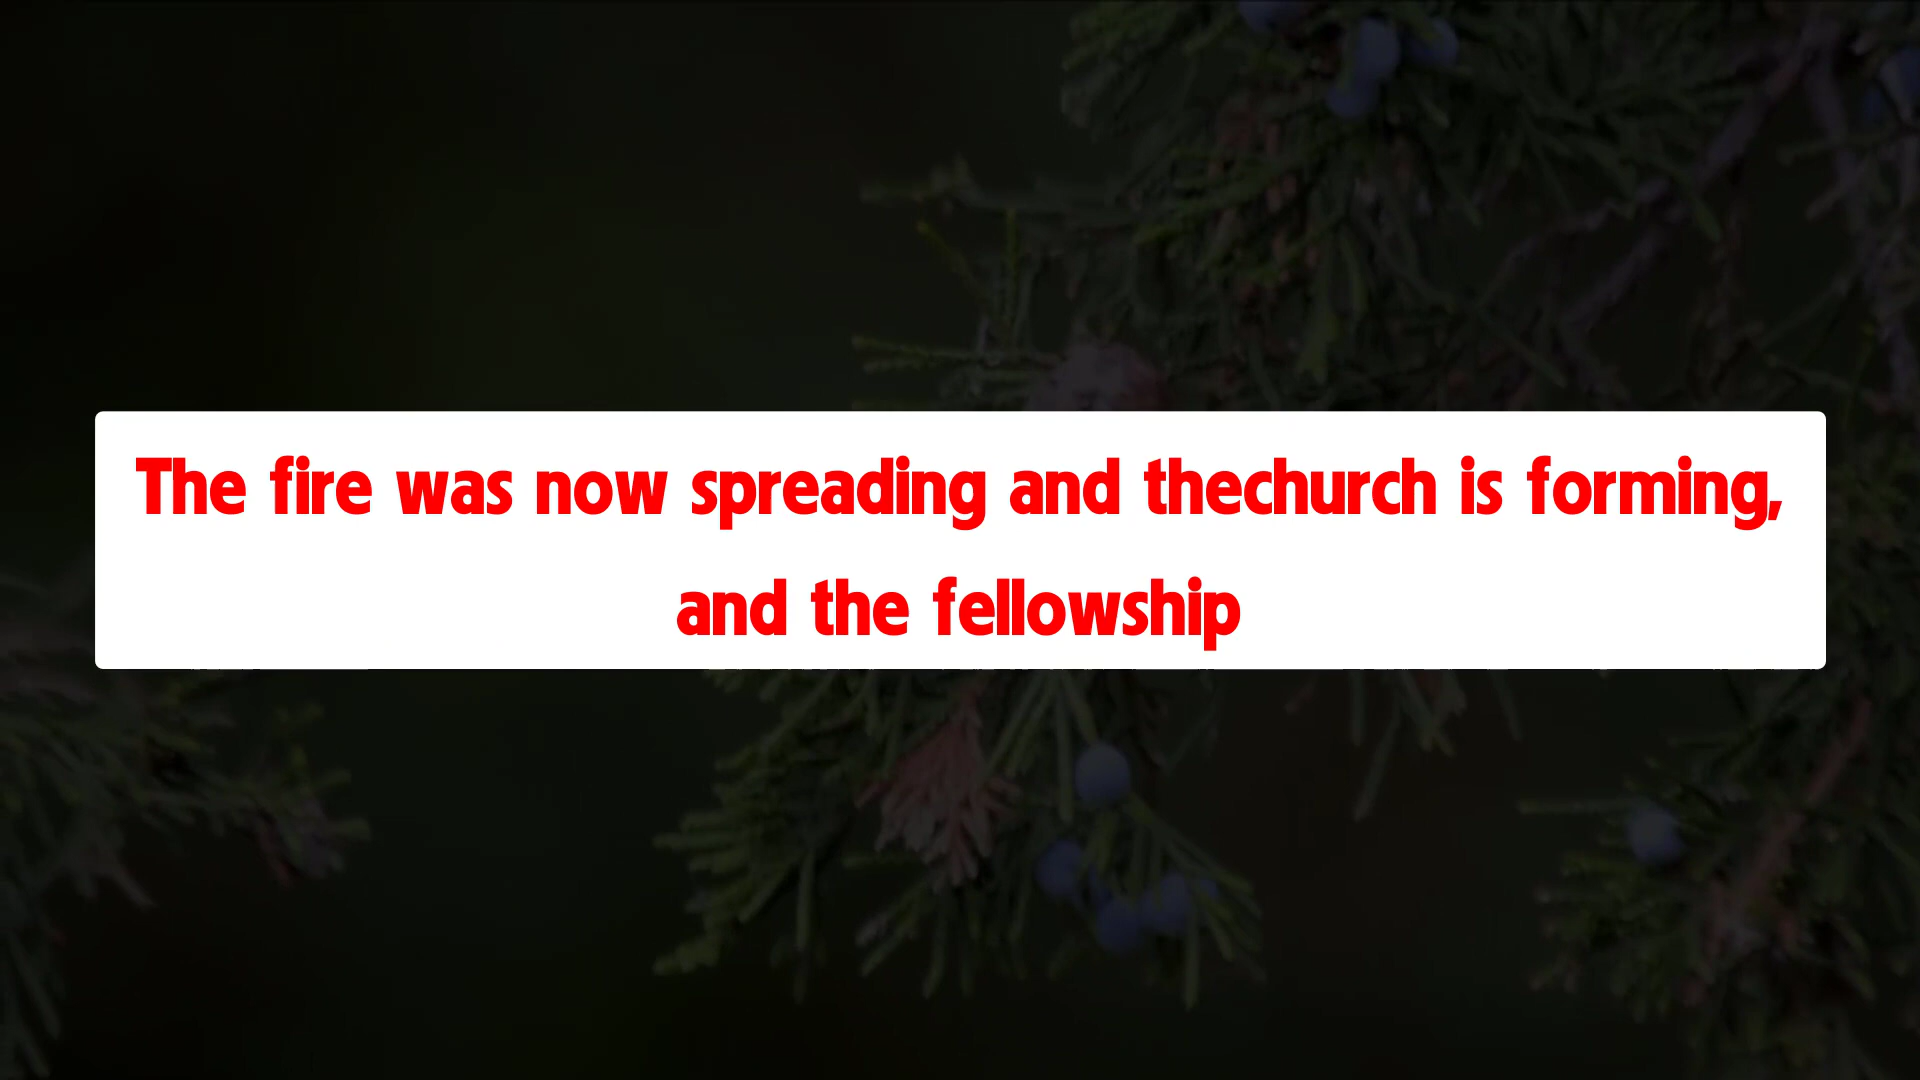 The fire was now spreading and thechurch is forming,
and the fellowship